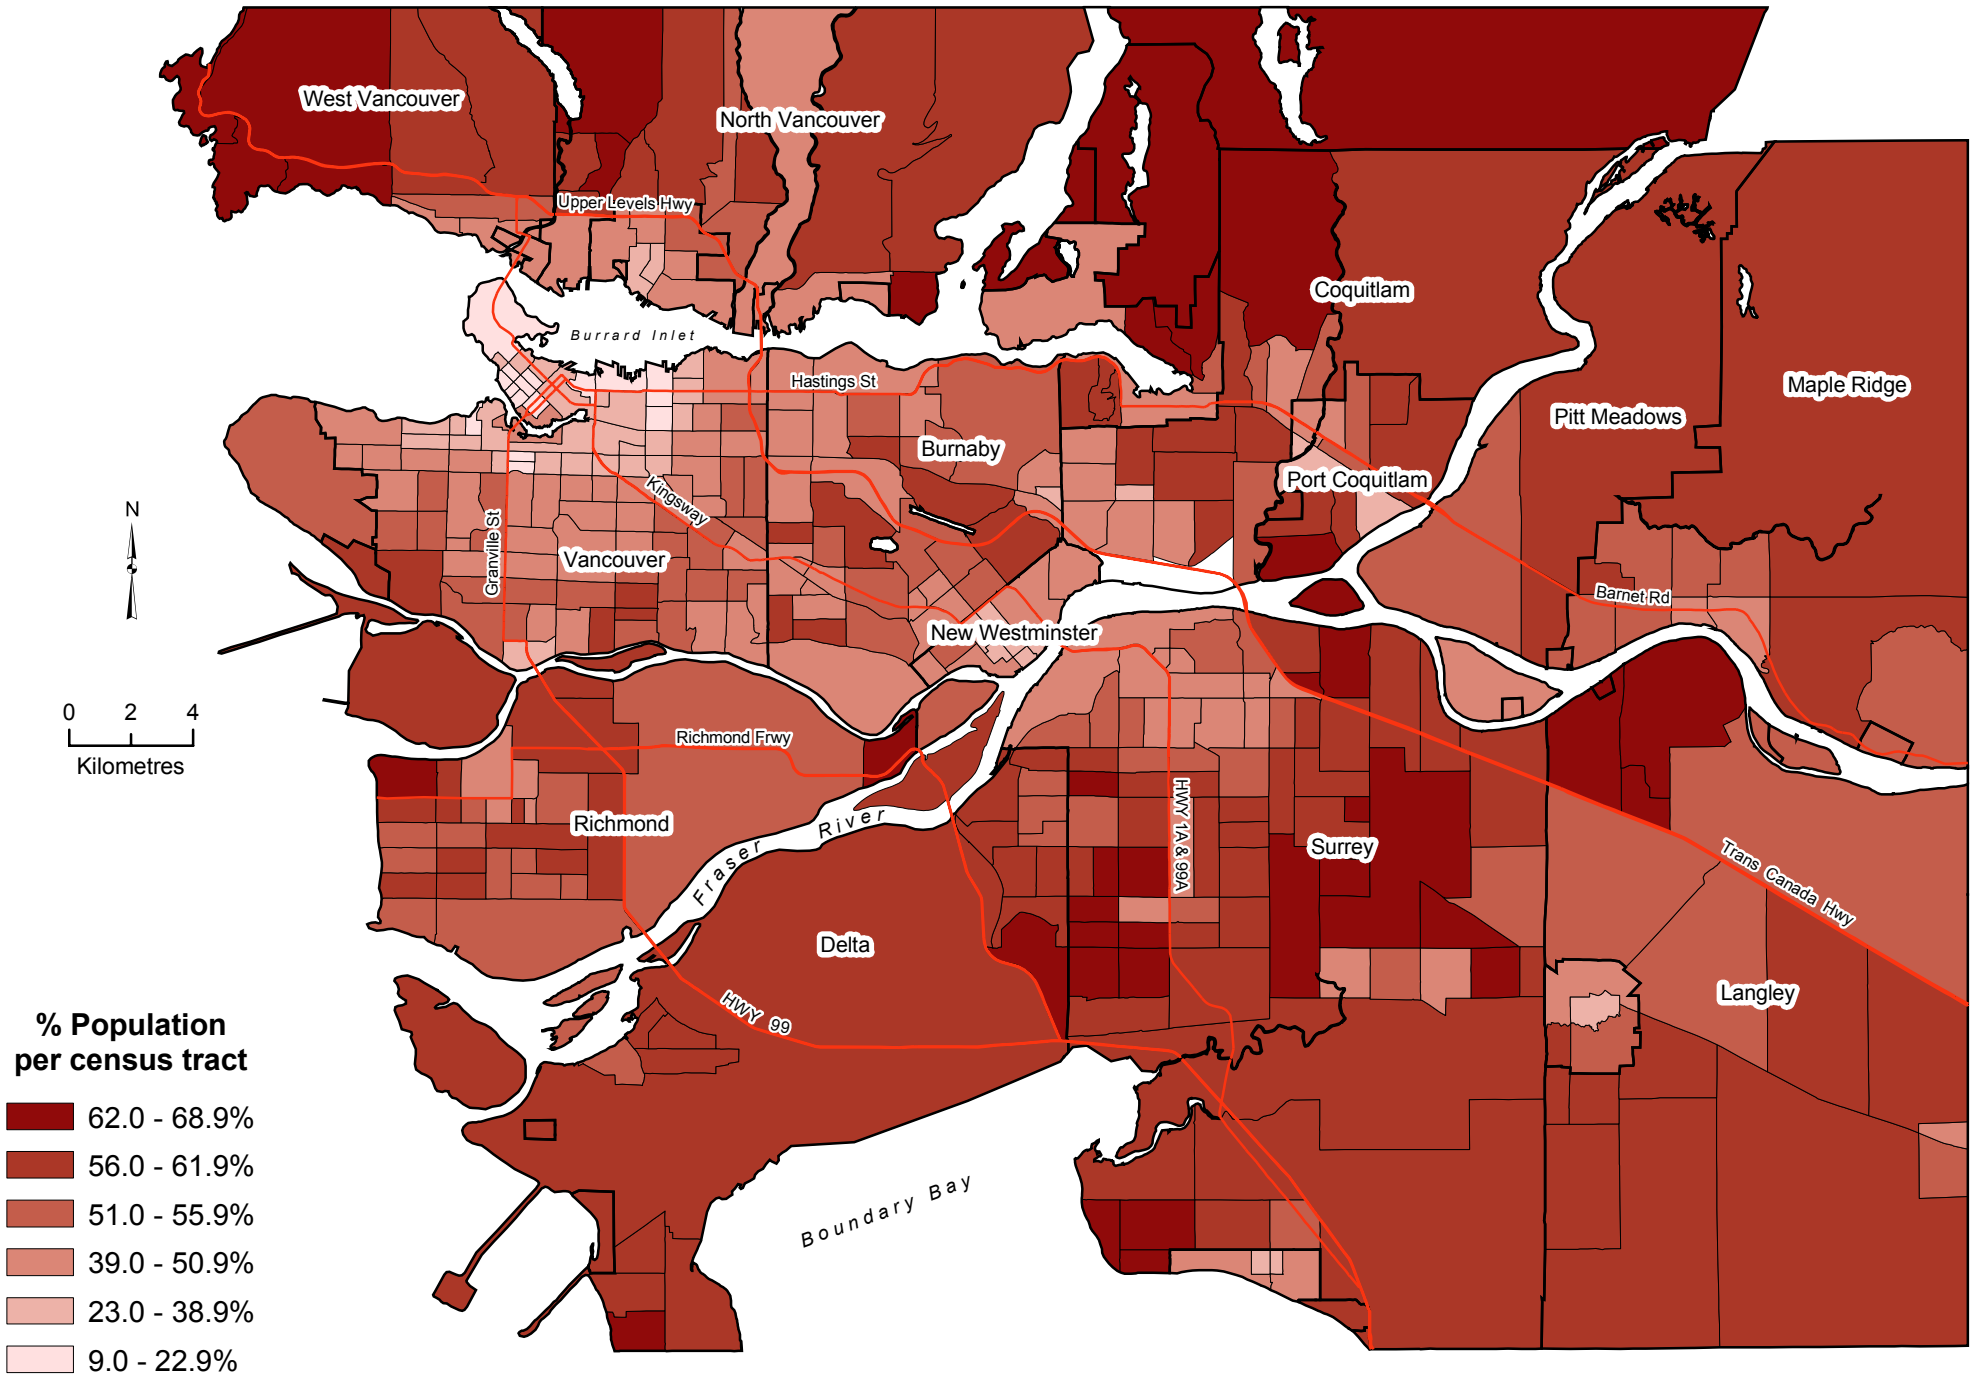 West Vancouver
North Vancouver
Upper Levels Hwy
Coquitlam
Burrard Inlet
Hastings St
Maple Ridge
Pitt Meadows
Burnaby
Port Coquitlam
Kingsway
N
Granville St
Vancouver
Barnet Rd
New Westminster
0 2 4
Kilometres
Richmond Frwy
HWY 1A & 99A
Richmond
Fraser River
Surrey
Trans Canada Hwy
Delta
Langley
HWY 99
Boundary Bay
% Population
per census tract
62.0 - 68.9%
56.0 - 61.9%
51.0 - 55.9%
39.0 - 50.9%
23.0 - 38.9%
9.0 - 22.9%